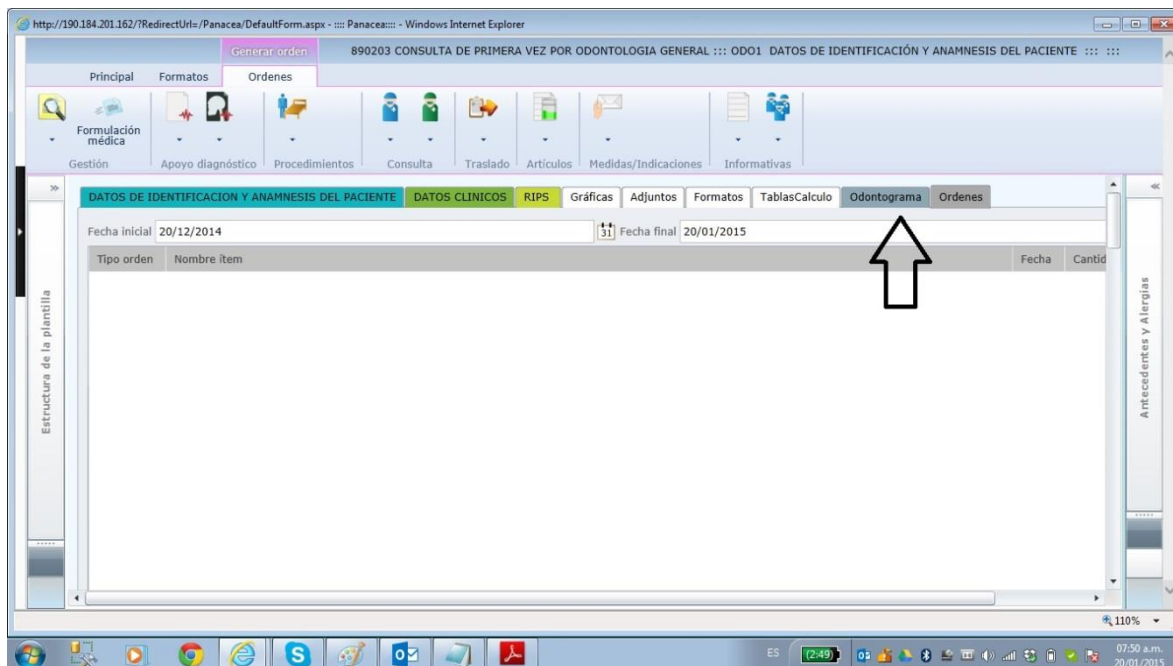 http://190.184.201.162/?RedirectUrl=/Panacea/DefaultForm.aspx - :::: Panacea:::: - Windows Internet Explorer
Generar orden 890203 CONSULTA DE PRIMERA VEZ POR ODONTOLOGIA GENERAL ::: ODO1 DATOS DE IDENTIFICACIÓN Y ANAMNESIS DEL PACIENTE ::: :::
Principal Formatos Ordenes
Formulación
médica
Gestión Apoyo diagnóstico Procedimientos Consulta Traslado Artículos Medidas/Indicaciones Informativas
DATOS DE IDENTIFICACION Y ANAMNESIS DEL PACIENTE DATOS CLINICOS RIPS Gráficas Adjuntos Formatos TablasCalculo Odontograma Ordenes
Fecha inicial 20/12/2014 31 Fecha final 20/01/2015
Tipo orden Nombre ítem Fecha Cantid
Estructura de la plantilla
Antecedentes y Alergias
110%
ES (2:49) 07:50 a.m.
20/01/2015